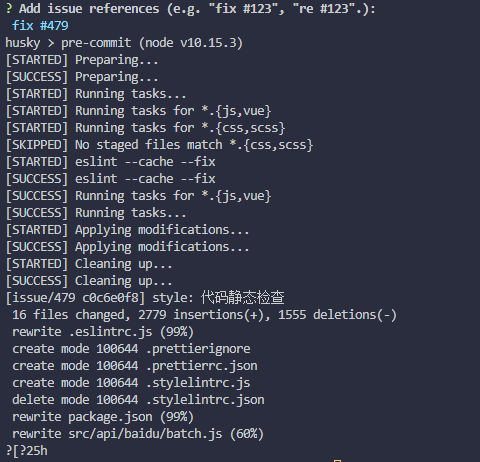 ? Add issue references (e.g. "fix #123", "re #123".):
fix #479
husky > pre-commit (node v10.15.3)
[STARTED] Preparing...
[SUCCESS] Preparing...
[STARTED] Running tasks...
[STARTED] Running tasks for *.{js,vue}
[STARTED] Running tasks for *.{css,scss}
[SKIPPED] No staged files match *.{css,scss}
[STARTED] eslint --cache --fix
[SUCCESS] eslint --cache --fix
[SUCCESS] Running tasks for *.{js,vue}
[SUCCESS] Running tasks...
[STARTED] Applying modifications...
[SUCCESS] Applying modifications...
[STARTED] Cleaning up...
[SUCCESS] Cleaning up...
[issue/479 c0c6e0f8] style: 代码静态检查
16 files changed, 2779 insertions(+), 1555 deletions(-)
rewrite .eslintrc.js (99%)
create mode 100644 .prettierignore
create mode 100644 .prettierrc.json
create mode 100644 .stylelintrc.js
delete mode 100644 .stylelintrc.json
rewrite package.json (99%)
rewrite src/api/baidu/batch.js (60%)
?[?25h